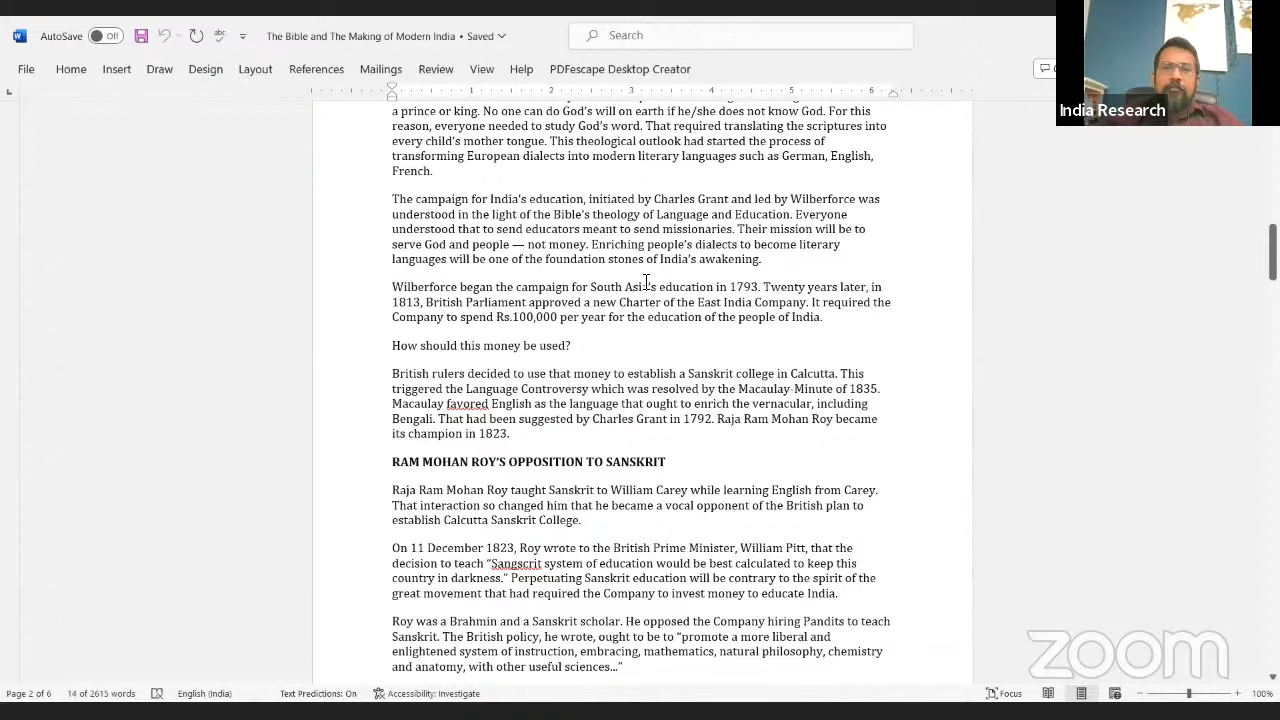 AutoSave Off The Bible and The Making of Modern India • Saved Search
File Home Insert Draw Design Layout References Mailings Review View Help PDFescape Desktop Creator
India Research
1 2 3 4 5 6
a prince or king. No one can do God's will on earth if he/she does not know God. For this
reason, everyone needed to study God's word. That required translating the scriptures into
every child's mother tongue. This theological outlook had started the process of
transforming European dialects into modern literary languages such as German, English,
French.
The campaign for India's education, initiated by Charles Grant and led by Wilberforce was
understood in the light of the Bible's theology of Language and Education. Everyone
understood that to send educators meant to send missionaries. Their mission will be to
serve God and people — not money. Enriching people's dialects to become literary
languages will be one of the foundation stones of India's awakening.
Wilberforce began the campaign for South Asia's education in 1793. Twenty years later, in
1813, British Parliament approved a new Charter of the East India Company. It required the
Company to spend Rs.100,000 per year for the education of the people of India.
How should this money be used?
British rulers decided to use that money to establish a Sanskrit college in Calcutta. This
triggered the Language Controversy which was resolved by the Macaulay-Minute of 1835.
Macaulay favored English as the language that ought to enrich the vernacular, including
Bengali. That had been suggested by Charles Grant in 1792. Raja Ram Mohan Roy became
its champion in 1823.
RAM MOHAN ROY'S OPPOSITION TO SANSKRIT
Raja Ram Mohan Roy taught Sanskrit to William Carey while learning English from Carey.
That interaction so changed him that he became a vocal opponent of the British plan to
establish Calcutta Sanskrit College.
On 11 December 1823, Roy wrote to the British Prime Minister, William Pitt, that the
decision to teach "Sangscrit system of education would be best calculated to keep this
country in darkness." Perpetuating Sanskrit education will be contrary to the spirit of the
great movement that had required the Company to invest money to educate India.
Roy was a Brahmin and a Sanskrit scholar. He opposed the Company hiring Pandits to teach
Sanskrit. The British policy, he wrote, ought to be to "promote a more liberal and
enlightened system of instruction, embracing, mathematics, natural philosophy, chemistry
and anatomy, with other useful sciences..."
zoom
Page 2 of 6 14 of 2615 words English (India) Text Predictions: On Accessibility: Investigate Focus 100%